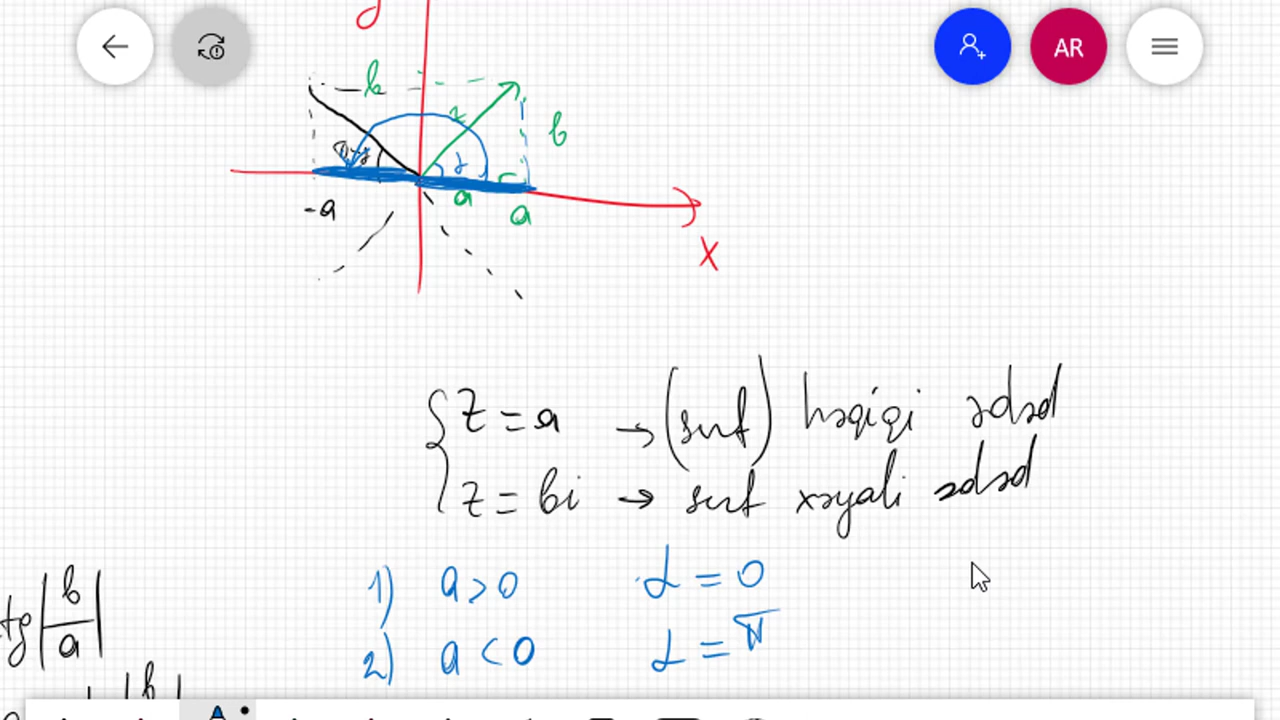 AR
b
z
b
π-α
α
a
-a
a
x
z = a → (sırf) həqiqi ədəd
z = bi → sırf xəyali ədəd
1) a > 0 α = 0
2) a < 0 α = π
tg |b/a|
|b|